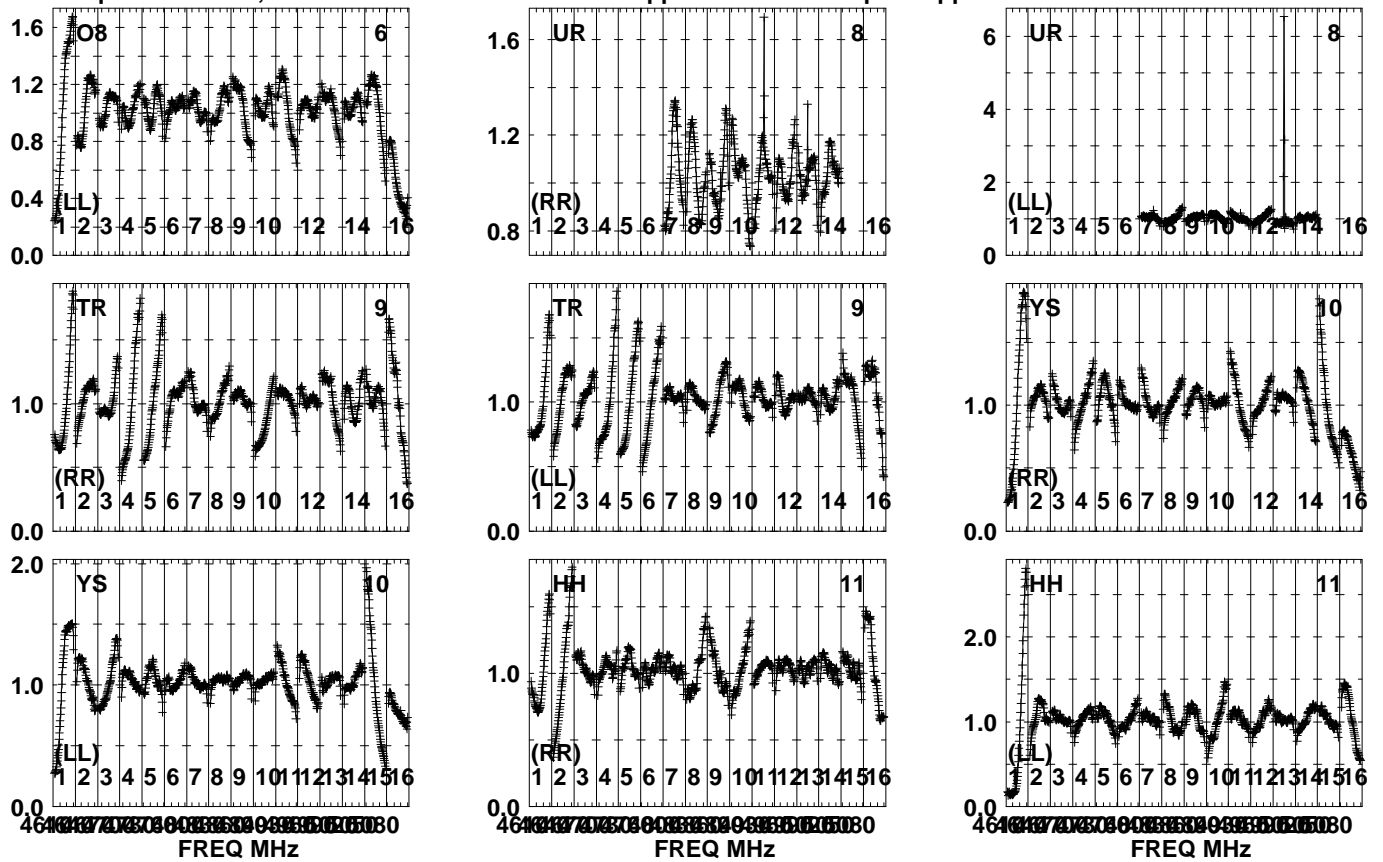 1.6 O8 6
1.2
0.8
0.4 (LL)
1 2 3 4 5 6 7 8 9 10 12 14 16
0.0
1.6 UR 8
1.2
(RR)
1 2 3 4 5 6 7 8 9 10 12 14 16
0.8
6 UR 8
4
2 (LL)
1 2 3 4 5 6 7 8 9 10 12 14 16
0
TR 9
1.0
(RR)
1 2 3 4 5 6 7 8 9 10 12 14 16
0.0
TR 9
1.0
(LL)
1 2 3 4 5 6 7 8 9 10 12 14 16
0.0
YS 10
1.0
(RR)
1 2 3 4 5 6 7 8 9 10 12 14 16
0.0
2.0 YS 10
1.0
(LL)
1 2 3 4 5 6 7 8 9 10 11 12 13 14 15 16
0.0
FREQ MHz
HH 11
1.0
(RR)
1 2 3 4 5 6 7 8 9 10 11 12 13 14 15 16
0.0
FREQ MHz
HH 11
2.0
1.0
(LL)
1 2 3 4 5 6 7 8 9 10 11 12 13 14 15 16
0.0
FREQ MHz